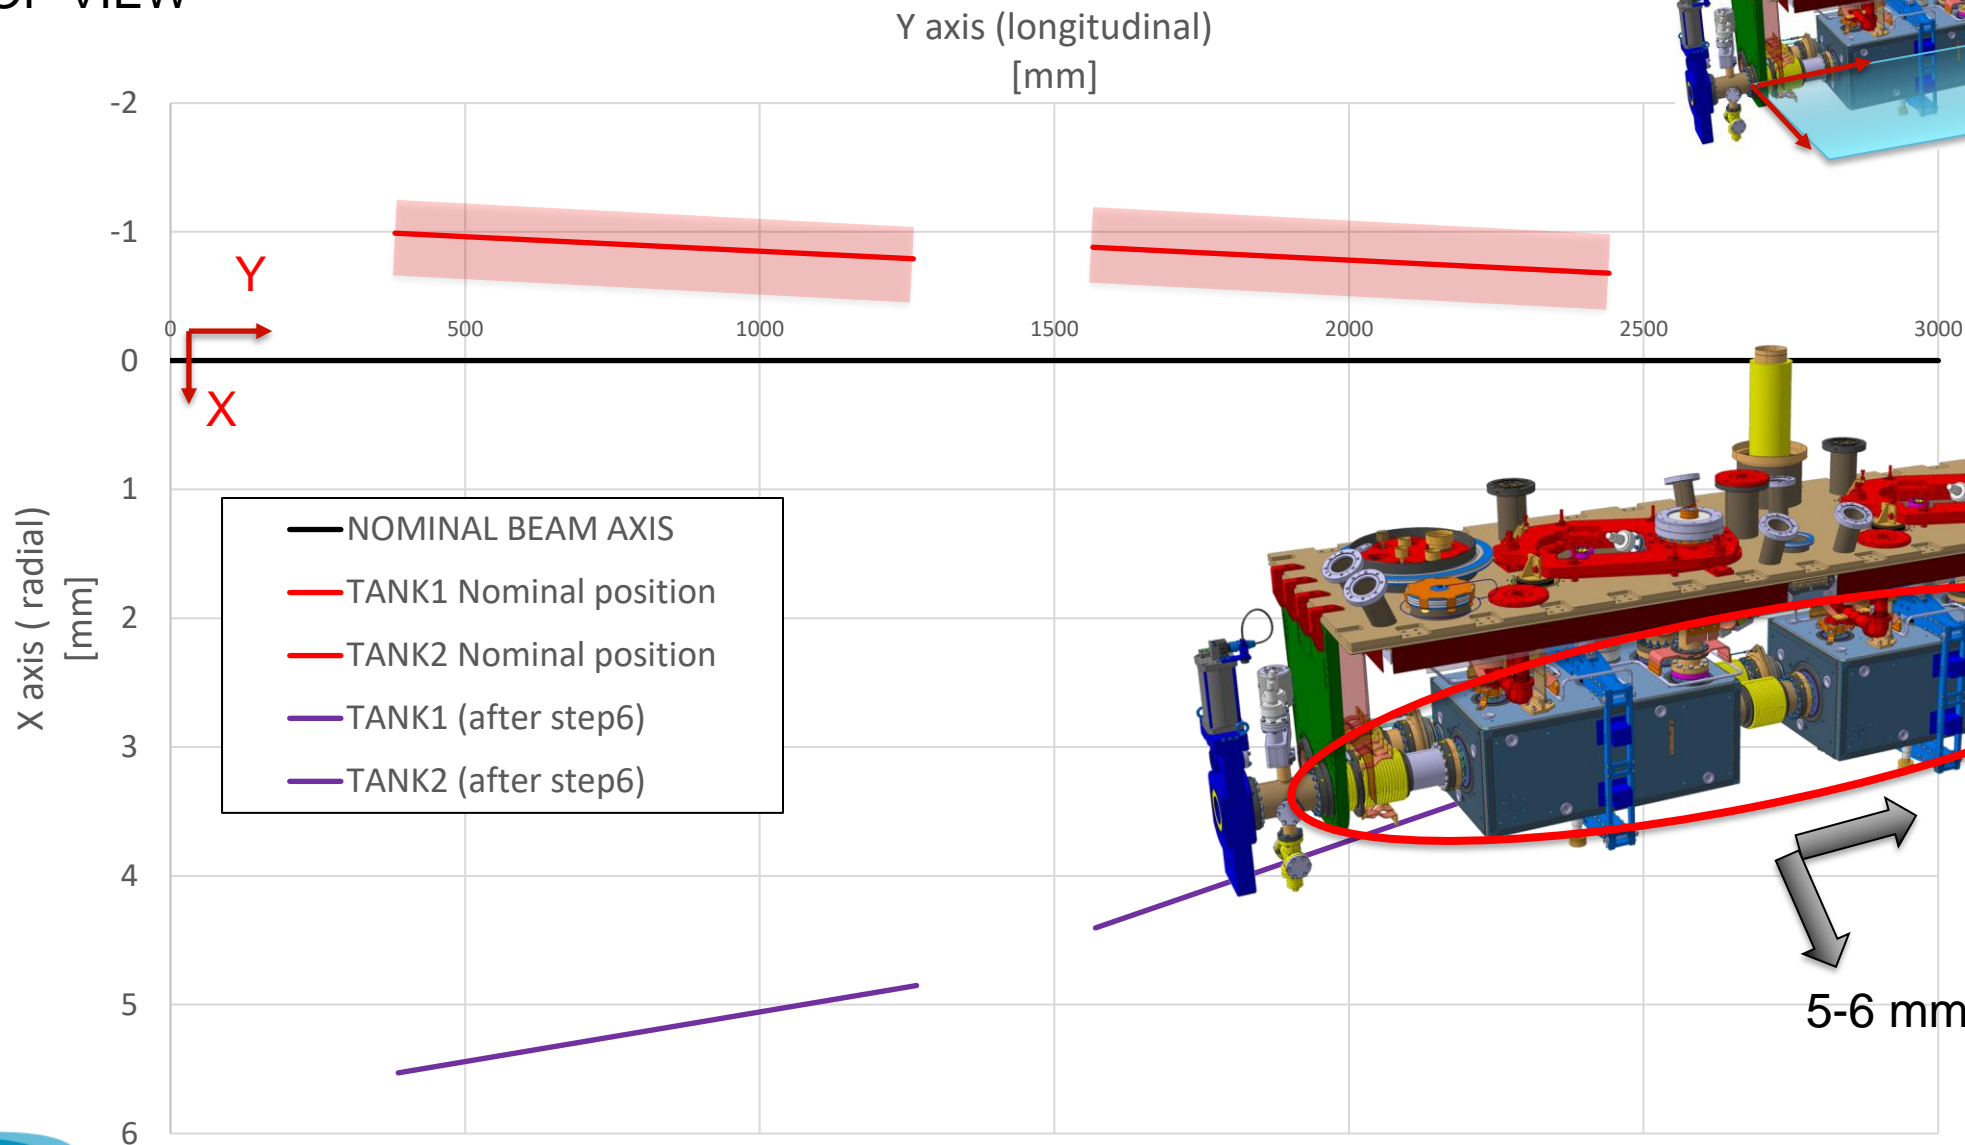 VIEW
Y axis (longitudinal)
[mm]
-2
-1
Y
0 500 1000 1500 2000 2500 3000
0
X
1
2
3
4
5
6
X axis ( radial)
[mm]
NOMINAL BEAM AXIS
TANK1 Nominal position
TANK2 Nominal position
TANK1 (after step6)
TANK2 (after step6)
5-6 mm